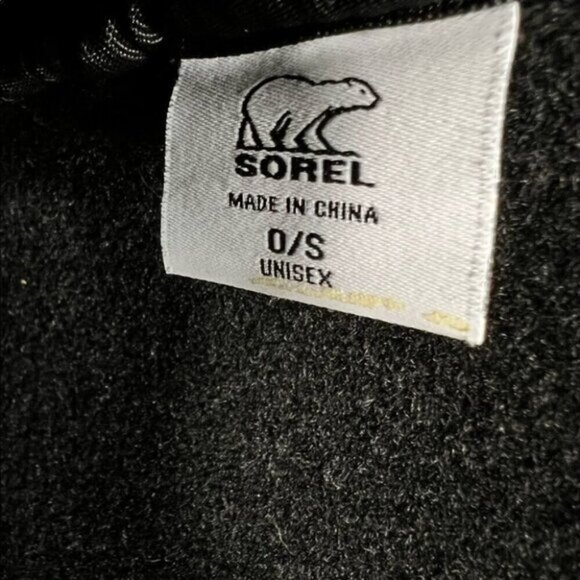 SOREL
MADE IN CHINA
O/S
UNISEX